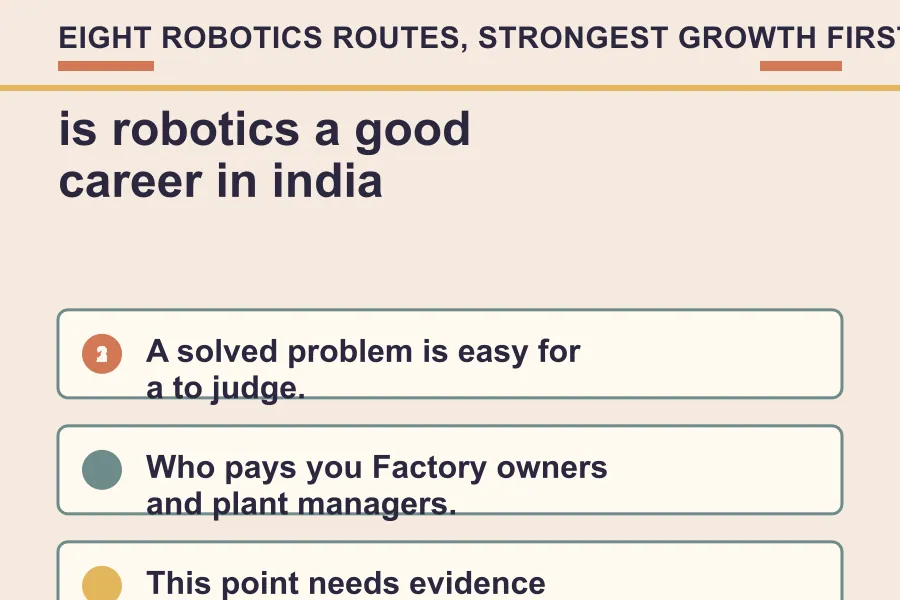 EIGHT ROBOTICS ROUTES, STRONGEST GROWTH FIRST
is robotics a good
career in india
A solved problem is easy for
a to judge.
Who pays you Factory owners
and plant managers.
This point needs evidence